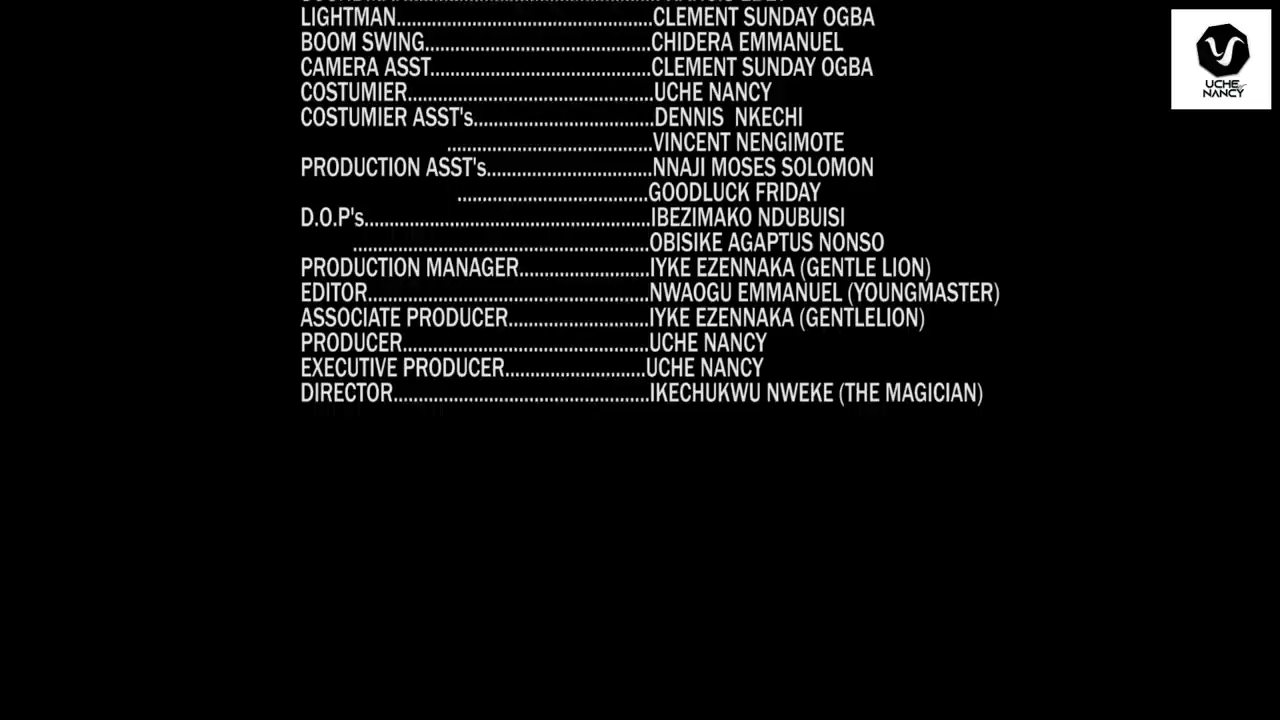 LIGHTMAN.............................................CLEMENT SUNDAY OGBA
BOOM SWING........................................CHIDERA EMMANUEL
CAMERA ASST.......................................CLEMENT SUNDAY OGBA
COSTUMIER...........................................UCHE NANCY
COSTUMIER ASST's................................DENNIS  NKECHI
....................................VINCENT NENGIMOTE
PRODUCTION ASST's.............................NNAJI MOSES SOLOMON
..................................GOODLUCK FRIDAY
D.O.P's...................................................IBEZIMAKO NDUBUISI
....................................................OBISIKE AGAPTUS NONSO
PRODUCTION MANAGER.......................IYKE EZENNAKA (GENTLE LION)
EDITOR..................................................NWAOGU EMMANUEL (YOUNGMASTER)
ASSOCIATE PRODUCER.........................IYKE EZENNAKA (GENTLELION)
PRODUCER............................................UCHE NANCY
EXECUTIVE PRODUCER.........................UCHE NANCY
DIRECTOR..............................................IKECHUKWU NWEKE (THE MAGICIAN)
UCHE
NANCY